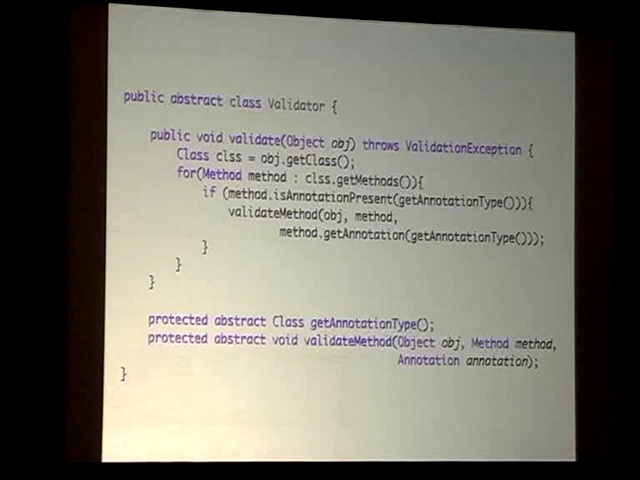 public abstract class Validator {
public void validate(Object obj) throws ValidationException {
Class clss = obj.getClass();
for(Method method : clss.getMethods()){
if (method.isAnnotationPresent(getAnnotationType())){
validateMethod(obj, method,
method.getAnnotation(getAnnotationType()));
}
}
}
protected abstract Class getAnnotationType();
protected abstract void validateMethod(Object obj, Method method,
Annotation annotation);
}